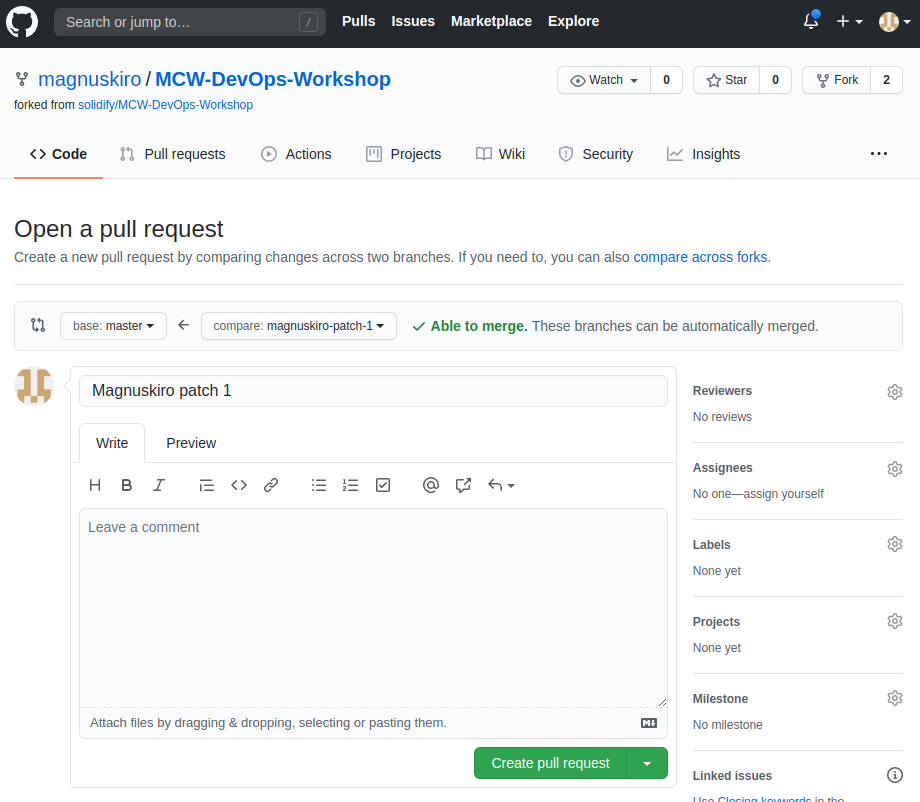 Search or jump to… /
Pulls Issues Marketplace Explore
magnuskiro / MCW-DevOps-Workshop
Watch 0 Star 0 Fork 2
forked from solidify/MCW-DevOps-Workshop
Code Pull requests Actions Projects Wiki Security Insights
Open a pull request
Create a new pull request by comparing changes across two branches. If you need to, you can also compare across forks.
base: master compare: magnuskiro-patch-1 Able to merge. These branches can be automatically merged.
Magnuskiro patch 1
Write Preview
Leave a comment
Attach files by dragging & dropping, selecting or pasting them.
Create pull request
Reviewers
No reviews
Assignees
No one—assign yourself
Labels
None yet
Projects
None yet
Milestone
No milestone
Linked issues
Use Closing keywords in the